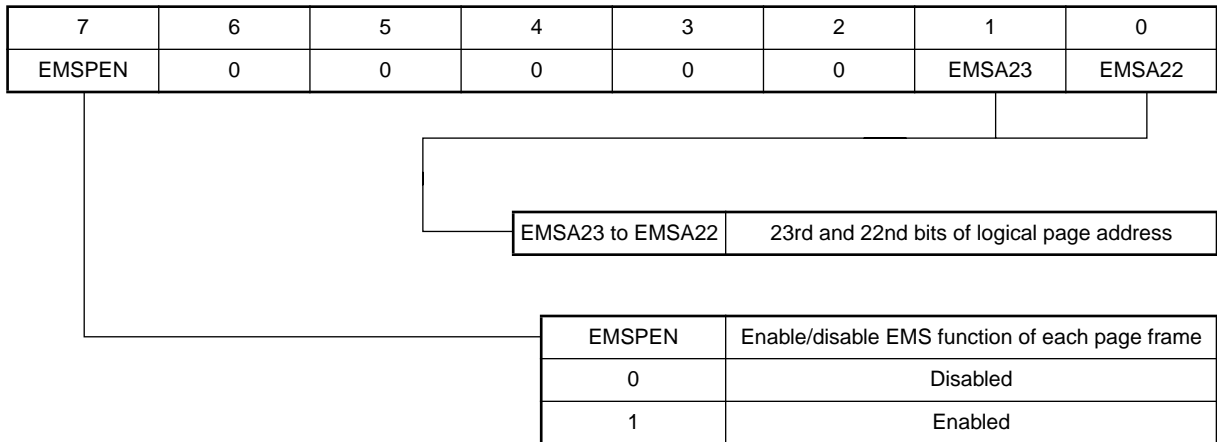 7 6 5 4 3 2 1 0
EMSPEN 0 0 0 0 0 EMSA23 EMSA22
EMSA23 to EMSA22 23rd and 22nd bits of logical page address
EMSPEN Enable/disable EMS function of each page frame
0 Disabled
1 Enabled